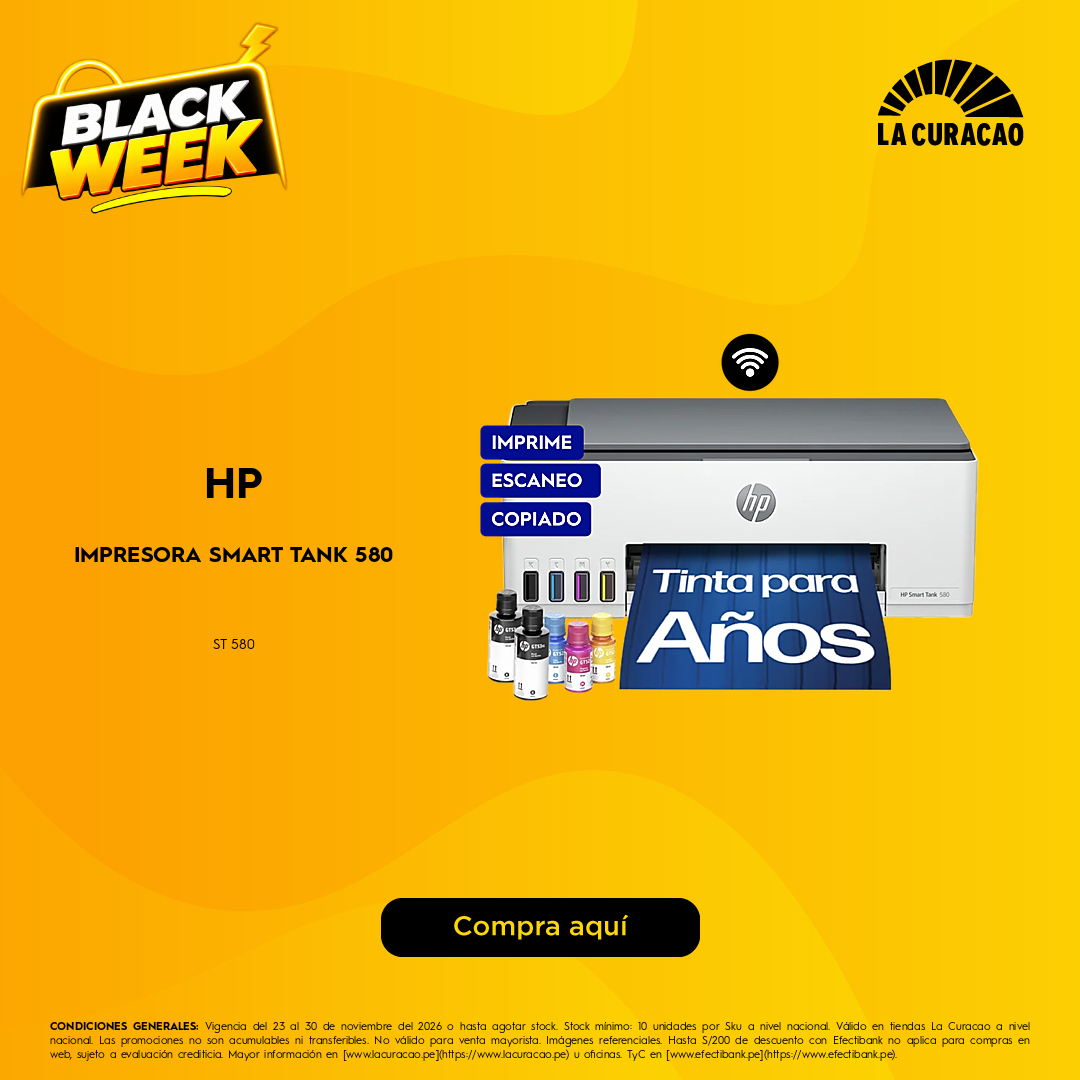 BLACK
WEEK
LA CURACAO
IMPRIME
ESCANEO
COPIADO
hp
HP
IMPRESORA SMART TANK 580
ST 580
HP Smart Tank 580
Tinta para
Años
Compra aquí
CONDICIONES GENERALES: Vigencia del 23 al 30 de noviembre del 2026 o hasta agotar stock. Stock mínimo: 10 unidades por Sku a nivel nacional. Válido en tiendas La Curacao a nivel
nacional. Las promociones no son acumulables ni transferibles. No válido para venta mayorista. Imágenes referenciales. Hasta S/200 de descuento con Efectibank no aplica para compras en
web, sujeto a evaluación crediticia. Mayor información en [www.lacuracao.pe](https://www.lacuracao.pe) u oficinas. TyC en [www.efectibank.pe](https://www.efectibank.pe).